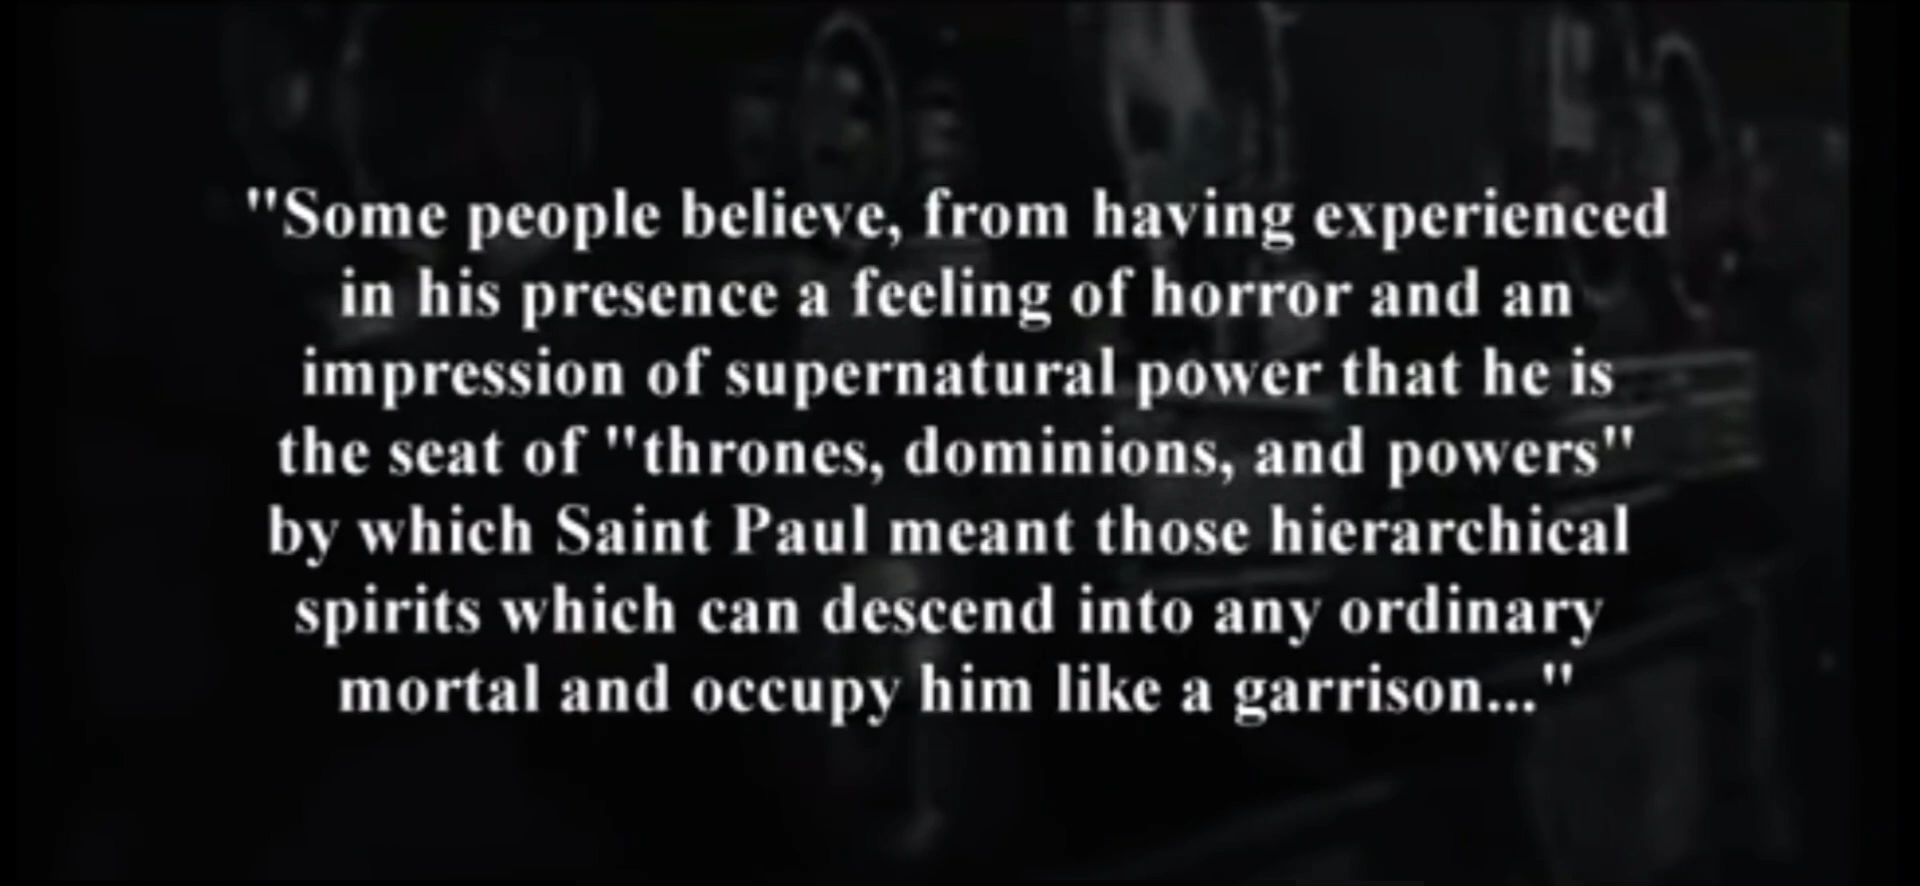 "Some people believe, from having experienced
in his presence a feeling of horror and an
impression of supernatural power that he is
the seat of "thrones, dominions, and powers"
by which Saint Paul meant those hierarchical
spirits which can descend into any ordinary
mortal and occupy him like a garrison..."